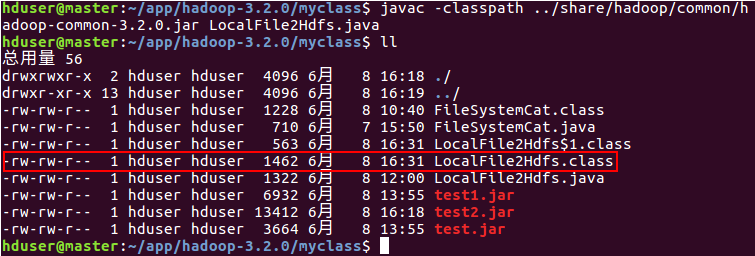 hduser@master:~/app/hadoop-3.2.0/myclass$ javac -classpath ../share/hadoop/common/h
adoop-common-3.2.0.jar LocalFile2Hdfs.java
hduser@master:~/app/hadoop-3.2.0/myclass$ ll
总用量 56
drwxrwxr-x  2 hduser hduser  4096 6月   8 16:18 ./
drwxrwxr-x 13 hduser hduser  4096 6月   8 16:19 ../
-rw-rw-r--  1 hduser hduser  1228 6月   8 10:40 FileSystemCat.class
-rw-rw-r--  1 hduser hduser   710 6月   7 15:50 FileSystemCat.java
-rw-rw-r--  1 hduser hduser   563 6月   8 16:31 LocalFile2Hdfs$1.class
-rw-rw-r--  1 hduser hduser  1462 6月   8 16:31 LocalFile2Hdfs.class
-rw-rw-r--  1 hduser hduser  1322 6月   8 12:00 LocalFile2Hdfs.java
-rw-rw-r--  1 hduser hduser  6932 6月   8 13:55 test1.jar
-rw-rw-r--  1 hduser hduser 13412 6月   8 16:18 test2.jar
-rw-rw-r--  1 hduser hduser  3664 6月   8 13:55 test.jar
hduser@master:~/app/hadoop-3.2.0/myclass$